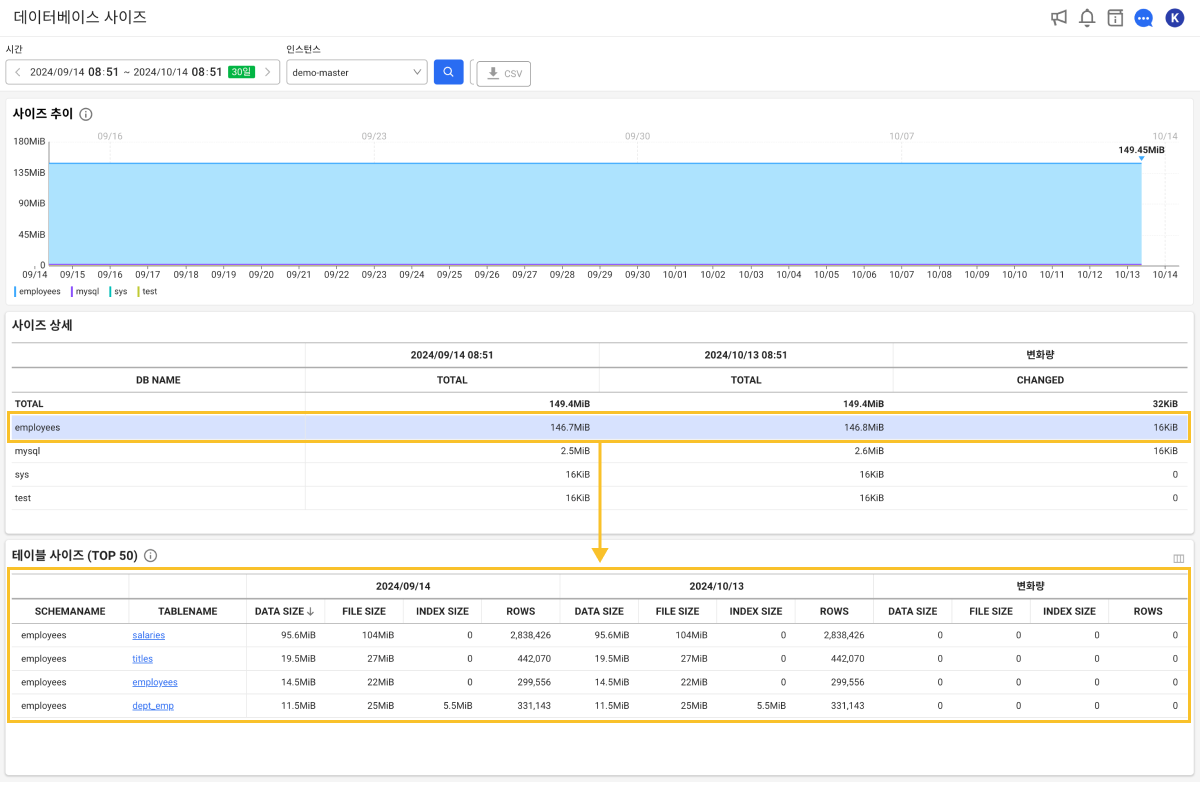 데이터베이스 사이즈
K
시간
인스턴스
2024/09/14 08:51 ~ 2024/10/14 08:51 30일
demo-master
CSV
사이즈 추이
09/16 09/23 09/30 10/07 10/14
180MiB
149.45MiB
135MiB
90MiB
45MiB
0
09/14 09/15 09/16 09/17 09/18 09/19 09/20 09/21 09/22 09/23 09/24 09/25 09/26 09/27 09/28 09/29 09/30 10/01 10/02 10/03 10/04 10/05 10/06 10/07 10/08 10/09 10/10 10/11 10/12 10/13 10/14
employees mysql sys test
사이즈 상세
2024/09/14 08:51 2024/10/13 08:51 변화량
DB NAME TOTAL TOTAL CHANGED
TOTAL 149.4MiB 149.4MiB 32KiB
employees 146.7MiB 146.8MiB 16KiB
mysql 2.5MiB 2.6MiB 16KiB
sys 16KiB 16KiB 0
test 16KiB 16KiB 0
테이블 사이즈 (TOP 50)
2024/09/14 2024/10/13 변화량
SCHEMANAME TABLENAME DATA SIZE FILE SIZE INDEX SIZE ROWS DATA SIZE FILE SIZE INDEX SIZE ROWS DATA SIZE FILE SIZE INDEX SIZE ROWS
employees salaries 95.6MiB 104MiB 0 2,838,426 95.6MiB 104MiB 0 2,838,426 0 0 0 0
employees titles 19.5MiB 27MiB 0 442,070 19.5MiB 27MiB 0 442,070 0 0 0 0
employees employees 14.5MiB 22MiB 0 299,556 14.5MiB 22MiB 0 299,556 0 0 0 0
employees dept_emp 11.5MiB 25MiB 5.5MiB 331,143 11.5MiB 25MiB 5.5MiB 331,143 0 0 0 0